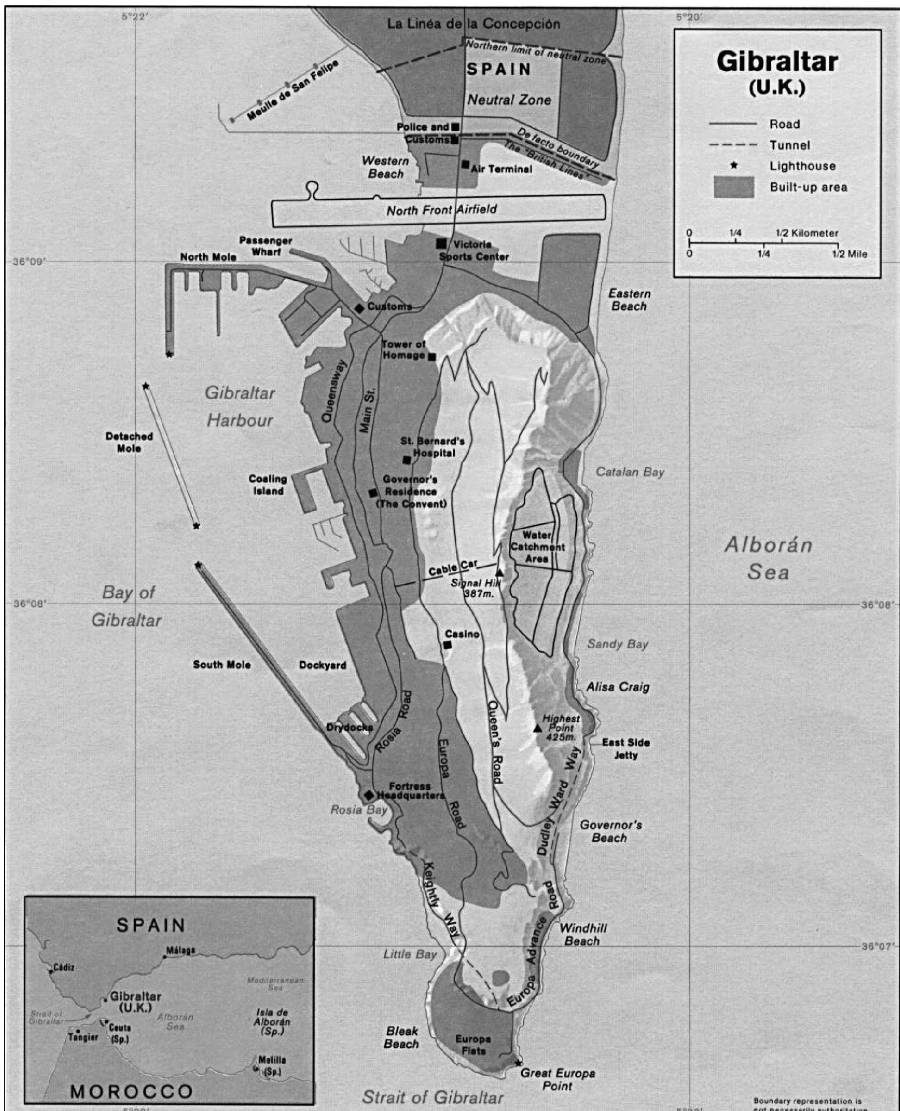 5°22'
5°20'
La Línéa de la Concepción
Northern limit of neutral zone
SPAIN
Neutral Zone
Meulle de San Felipe
Gibraltar
(U.K.)
Road
Tunnel
Lighthouse
Built-up area
0 1/4 1/2 Kilometer
0 1/4 1/2 Mile
Police and
Customs
De facto boundary
The "British Lines"
Western
Beach
Air Terminal
North Front Airfield
Passenger
Wharf
Victoria
Sports Center
North Mole
36°09'
36°09'
Eastern
Beach
Customs
Tower of
Homage
Queensway
Main St.
Gibraltar
Harbour
Detached
Mole
St. Bernard's
Hospital
Coaling
Island
Governor's
Residence
(The Convent)
Catalan Bay
Water
Catchment
Area
Alborán
Sea
Cable Car
Signal Hill
387m.
Bay of
Gibraltar
36°08'
36°08'
Casino
Sandy Bay
South Mole
Dockyard
Alisa Craig
Drydocks
Rosia Road
Europa Road
Queen's Road
Highest
Point
425m.
East Side
Jetty
Dudley Ward Way
Fortress
Headquarters
Rosia Bay
Governor's
Beach
Keightly Way
Windhill
Beach
Europa Advance Road
Little Bay
36°07'
Bleak
Beach
Europa
Flats
Great Europa
Point
Strait of Gibraltar
SPAIN
Cádiz
Málaga
Gibraltar
(U.K.)
Mediterranean
Sea
Strait of
Gibraltar
Alborán
Sea
Isla de
Alborán
(Sp.)
Ceuta
(Sp.)
Tangier
Melilla
(Sp.)
MOROCCO
Boundary representation is
not necessarily authoritative